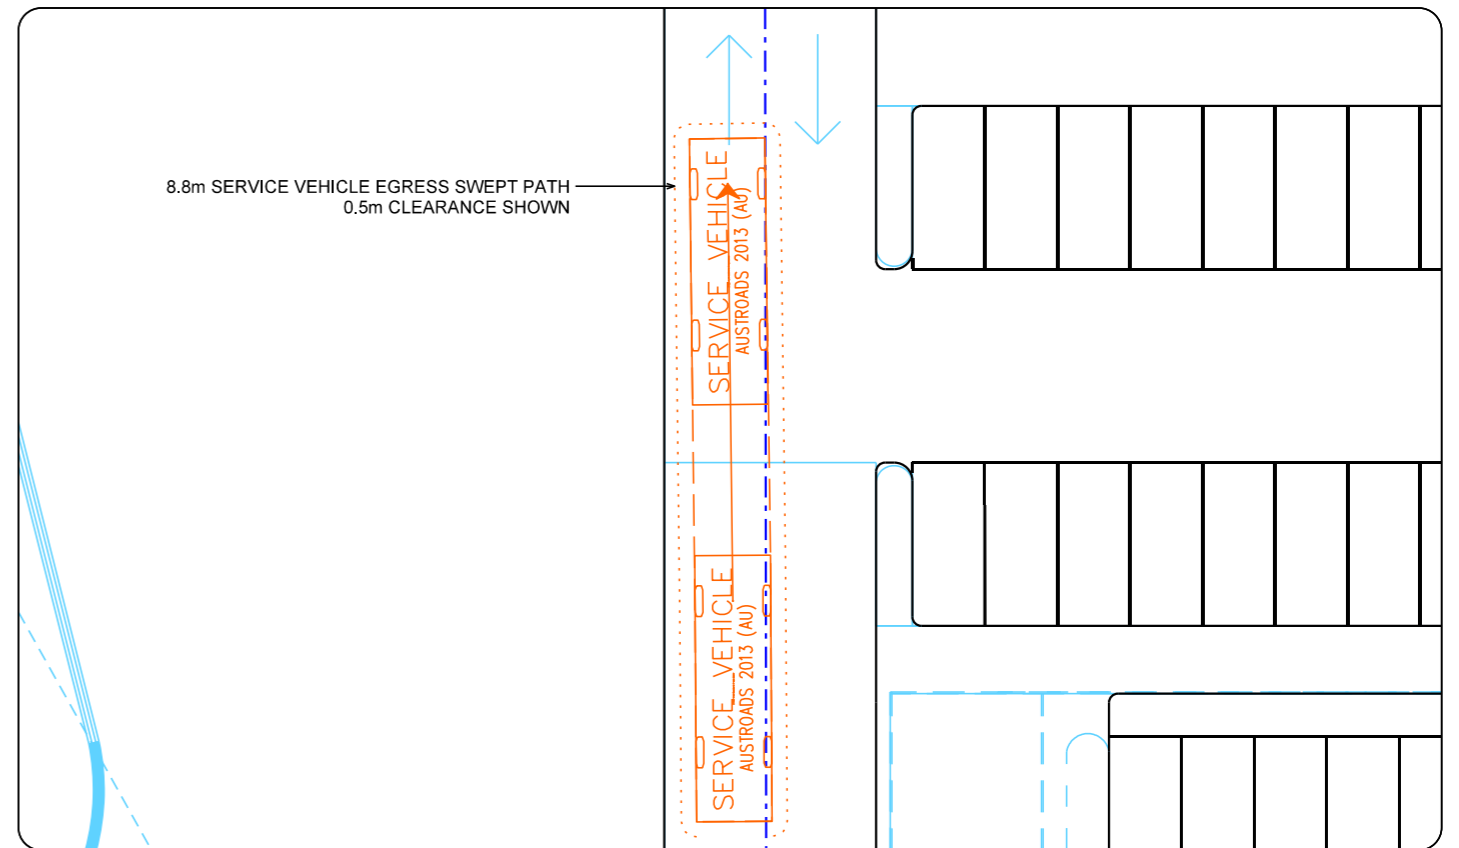 8.8m SERVICE VEHICLE EGRESS SWEPT PATH
0.5m CLEARANCE SHOWN
SERVICE VEHICLE
AUSTROADS 2013 (AU)
SERVICE VEHICLE
AUSTROADS 2013 (AU)